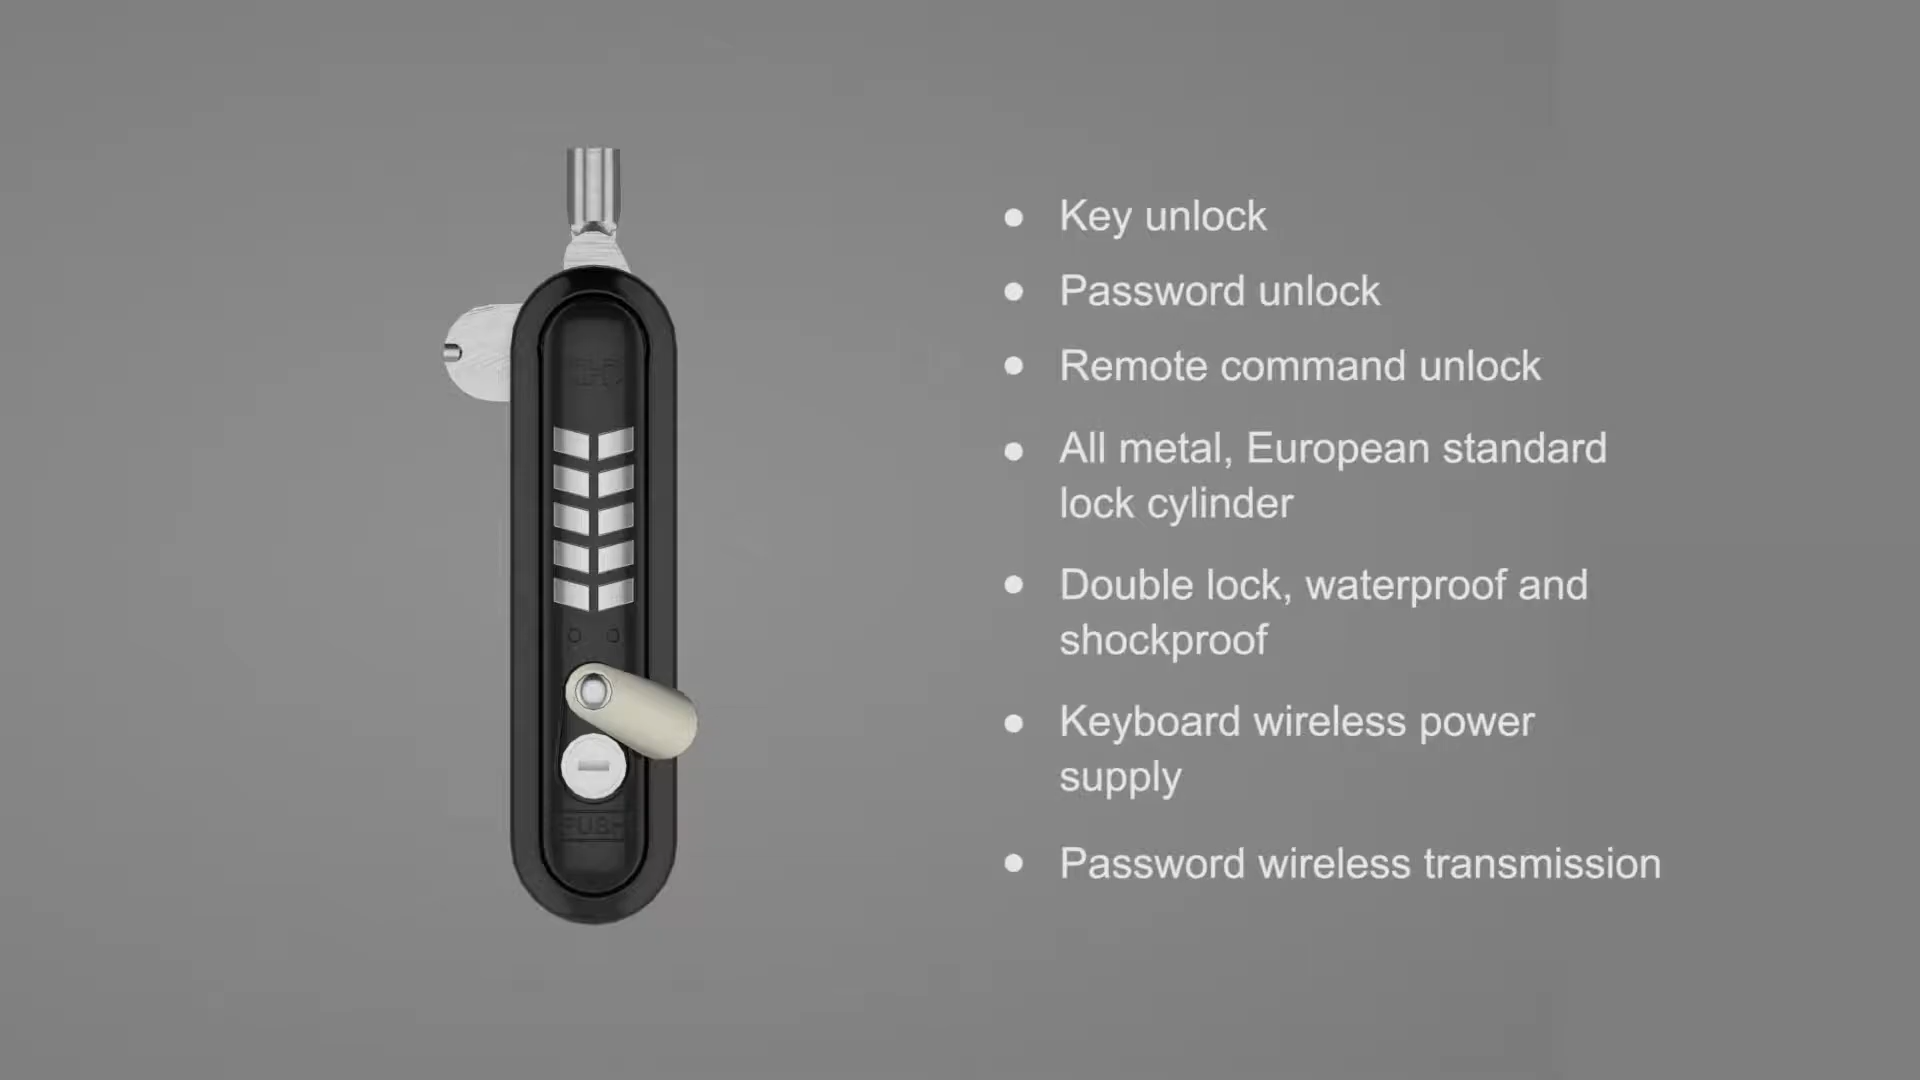 Key unlock
Password unlock
Remote command unlock
All metal, European standard
lock cylinder
Double lock, waterproof and
shockproof
Keyboard wireless power
supply
Password wireless transmission
PUSH